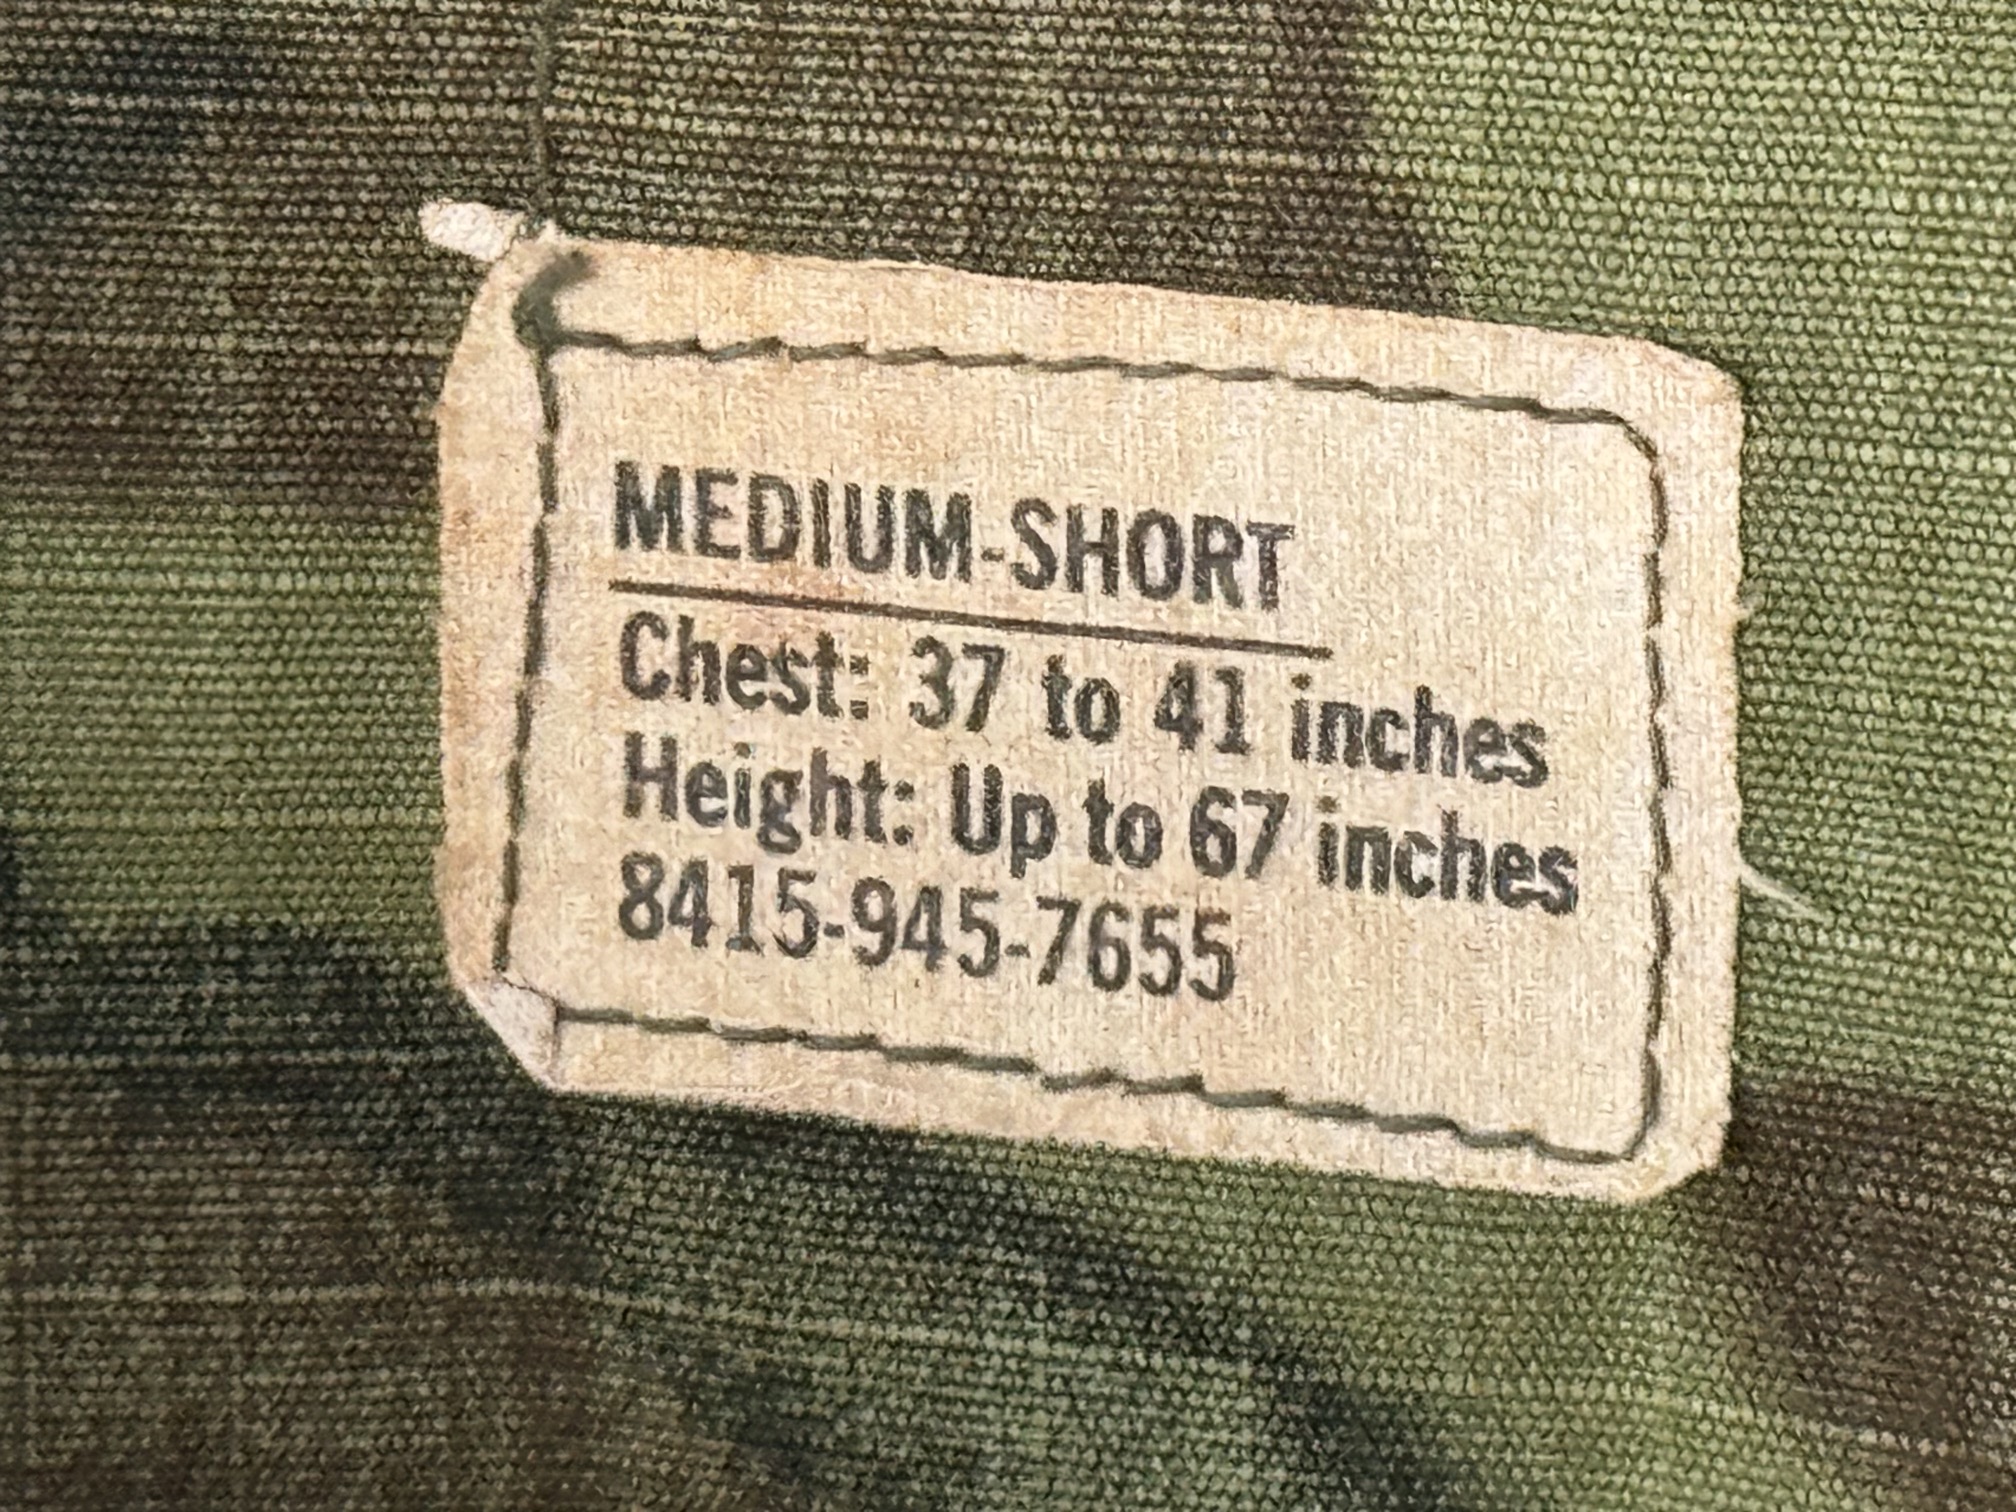 MEDIUM-SHORT
Chest: 37 to 41 inches
Height: Up to 67 inches
8415-945-7655